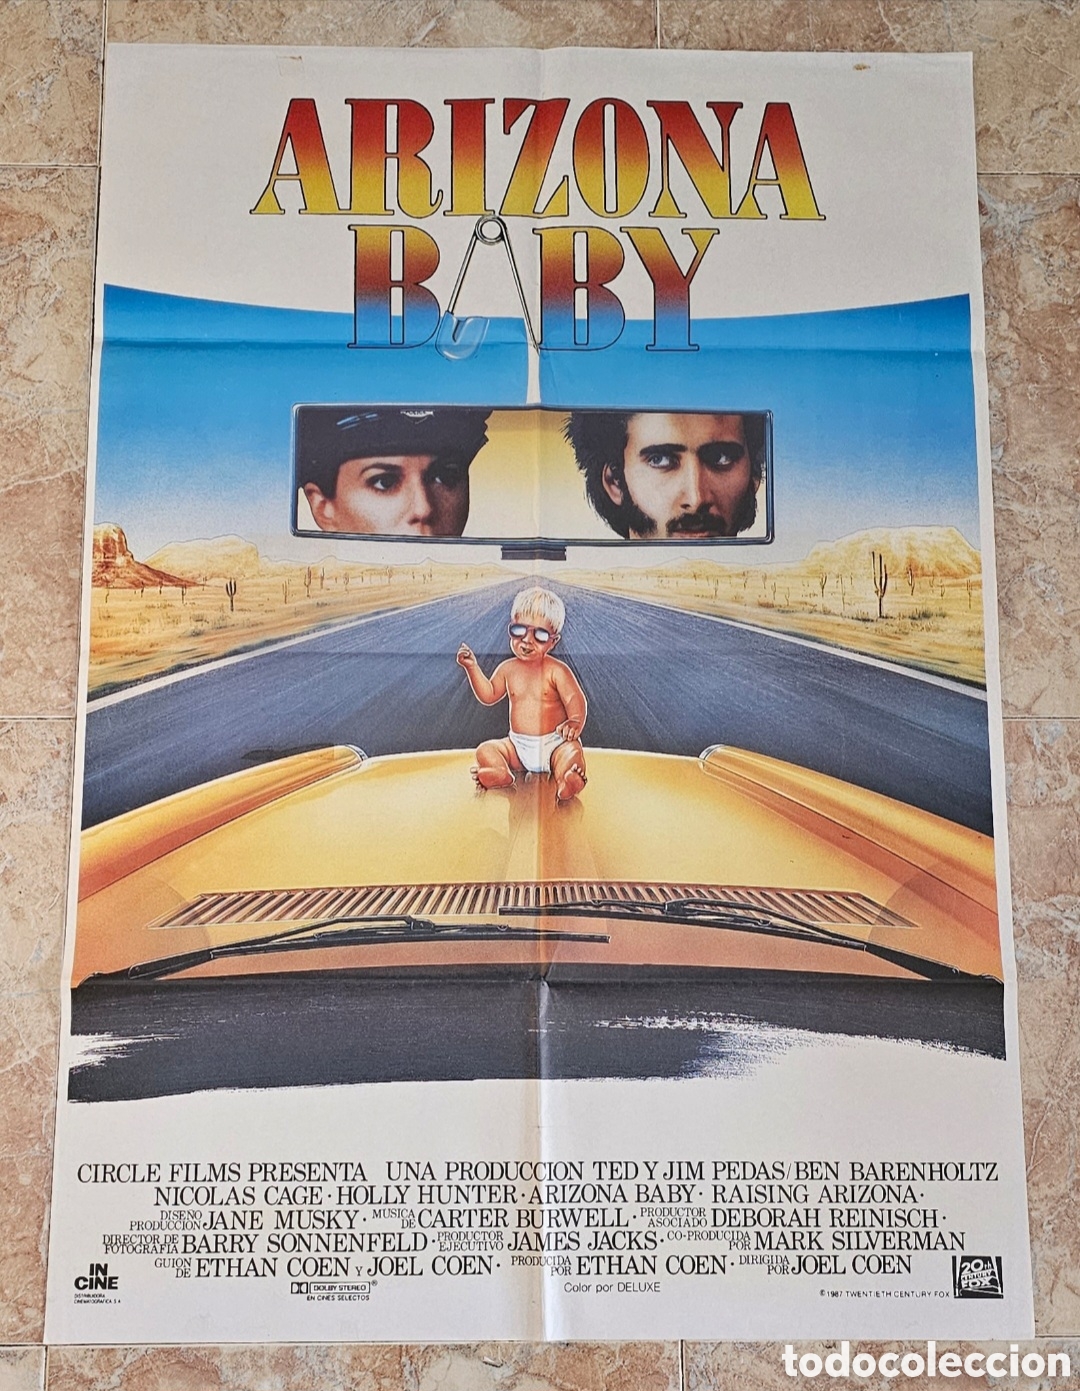 ARIZONA
BABY
CIRCLE FILMS PRESENTA UNA PRODUCCION TED Y JIM PEDAS/BEN BARENHOLTZ
NICOLAS CAGE · HOLLY HUNTER · ARIZONA BABY · RAISING ARIZONA ·
DISEÑO PRODUCCION JANE MUSKY · MUSICA DE CARTER BURWELL · PRODUCTOR ASOCIADO DEBORAH REINISCH ·
DIRECTOR DE FOTOGRAFIA BARRY SONNENFELD · PRODUCTOR EJECUTIVO JAMES JACKS · CO-PRODUCIDA POR MARK SILVERMAN
GUION DE ETHAN COEN Y JOEL COEN · PRODUCIDA POR ETHAN COEN · DIRIGIDA POR JOEL COEN
IN
CINE
DISTRIBUIDORA
CINEMATOGRAFICA S.A
DOLBY STEREO ®
EN CINES SELECTOS
Color por DELUXE
©1987 TWENTIETH CENTURY FOX
20th
CENTURY
FOX
todocoleccion